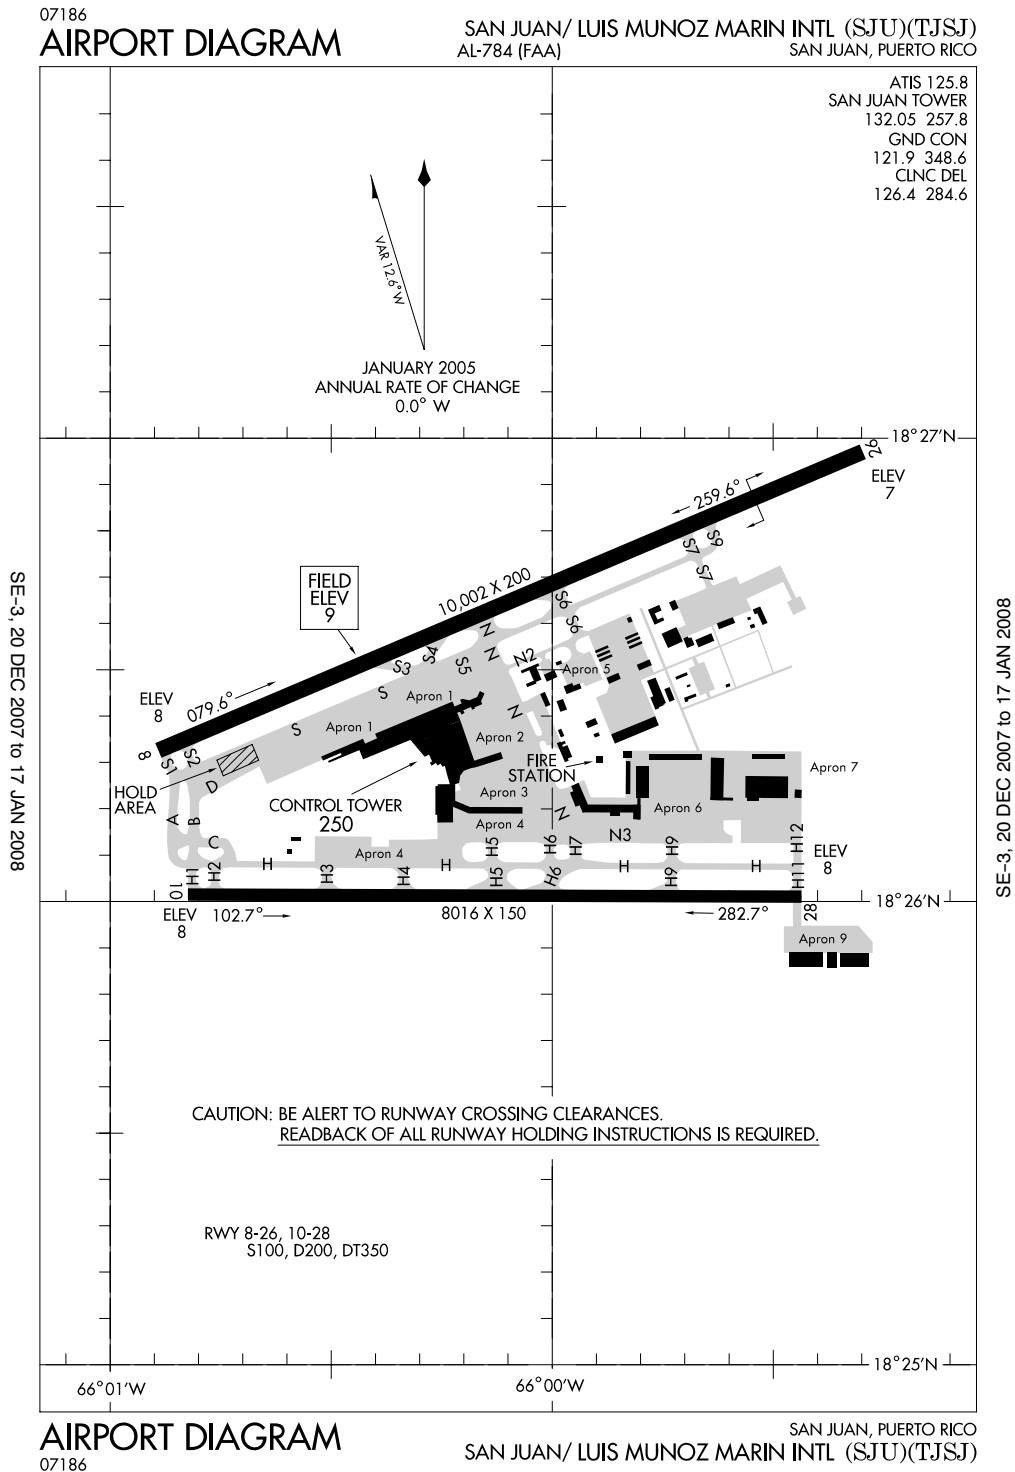 07186
AIRPORT DIAGRAM
SAN JUAN/ LUIS MUNOZ MARIN INTL (SJU)(TJSJ)
AL-784 (FAA)
SAN JUAN, PUERTO RICO
ATIS 125.8
SAN JUAN TOWER
132.05 257.8
GND CON
121.9 348.6
CLNC DEL
126.4 284.6
VAR 12.6° W
JANUARY 2005
ANNUAL RATE OF CHANGE
0.0° W
18°27'N
26
ELEV
7
259.6°
S9
S7
S7
10,002 X 200
FIELD
ELEV
9
S6
S6
N
N
N2
S4
S3
S5
Apron 5
S
Apron 1
ELEV
8
079.6°
S
Apron 1
N
Apron 2
8
S1
S2
FIRE
STATION
Apron 7
HOLD
AREA
D
CONTROL TOWER
250
Apron 3
Apron 6
A
B
Apron 4
N
N3
C
Apron 4
H5
H6
H7
H9
H12
ELEV
8
H
H
H
H
10
H1
H2
H3
H4
H5
H6
H9
H11
18°26'N
ELEV
8
102.7°
8016 X 150
282.7°
28
Apron 9
CAUTION: BE ALERT TO RUNWAY CROSSING CLEARANCES.
READBACK OF ALL RUNWAY HOLDING INSTRUCTIONS IS REQUIRED.
RWY 8-26, 10-28
S100, D200, DT350
18°25'N
66°01'W
66°00'W
SE-3, 20 DEC 2007 to 17 JAN 2008
SE-3, 20 DEC 2007 to 17 JAN 2008
AIRPORT DIAGRAM
07186
SAN JUAN, PUERTO RICO
SAN JUAN/ LUIS MUNOZ MARIN INTL (SJU)(TJSJ)